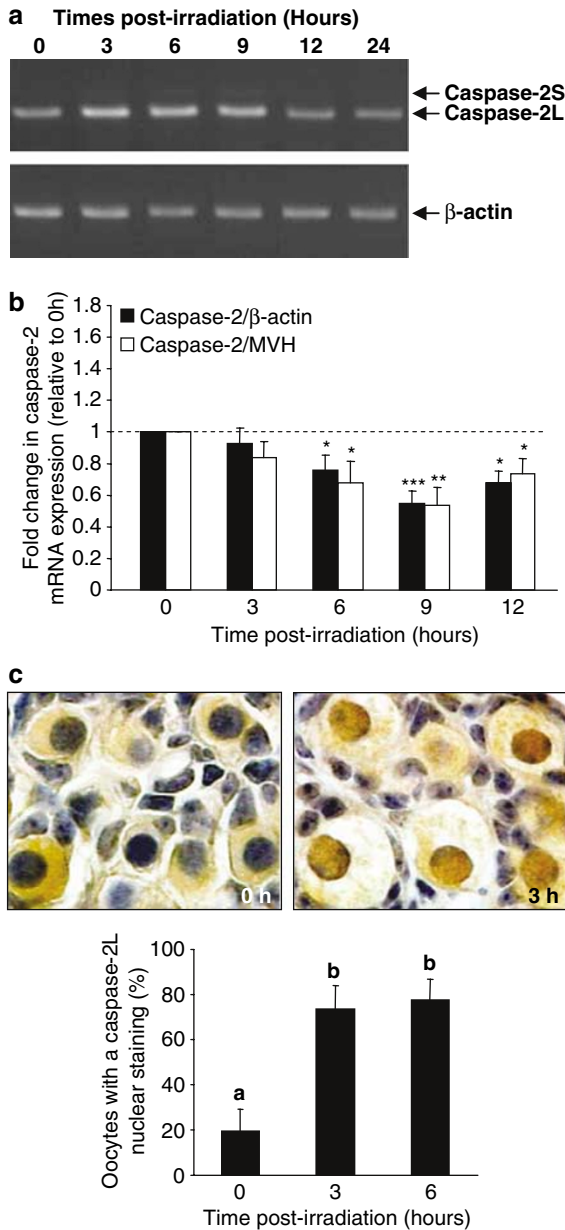 a Times post-irradiation (Hours)
0 3 6 9 12 24
Caspase-2S
Caspase-2L
β-actin
b
1.8
1.6
1.4
1.2
1
0.8
0.6
0.4
0.2
0
Fold change in caspase-2
mRNA expression (relative to 0h)
Caspase-2/β-actin
Caspase-2/MVH
* * *** ** * *
0 3 6 9 12
Time post-irradiation (hours)
c
0 h
3 h
Oocytes with a caspase-2L
nuclear staining (%)
100
80
60
40
20
0
a b b
0 3 6
Time post-irradiation (hours)